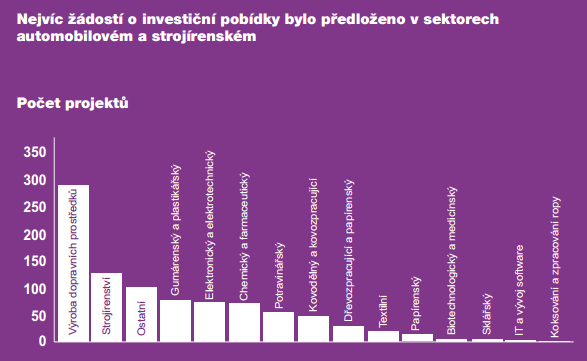 Nejvíc žádostí o investiční pobídky bylo předloženo v sektorech
automobilovém a strojírenském
Počet projektů
350
300
250
200
150
100
50
0
Výroba dopravních prostředků
Strojírenství
Ostatní
Gumárenský a plastikářský
Elektronický a elektrotechnický
Chemický a farmaceutický
Potravinářský
Kovodělný a kovozpracující
Dřevozpracující a papírenský
Textilní
Papírenský
Biotechnologický a medicínský
Sklářský
IT a vývoj software
Koksování a zpracování ropy